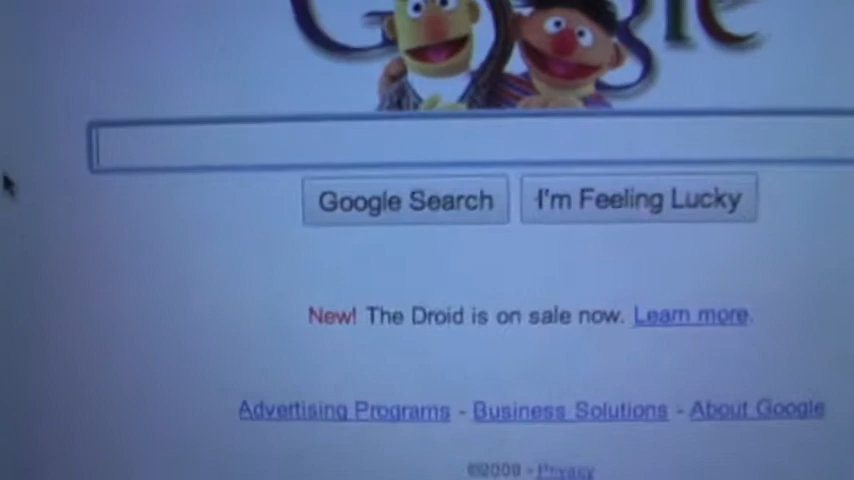 Google
Google Search I'm Feeling Lucky
New! The Droid is on sale now. Learn more.
Advertising Programs - Business Solutions - About Google
©2009 - Privacy